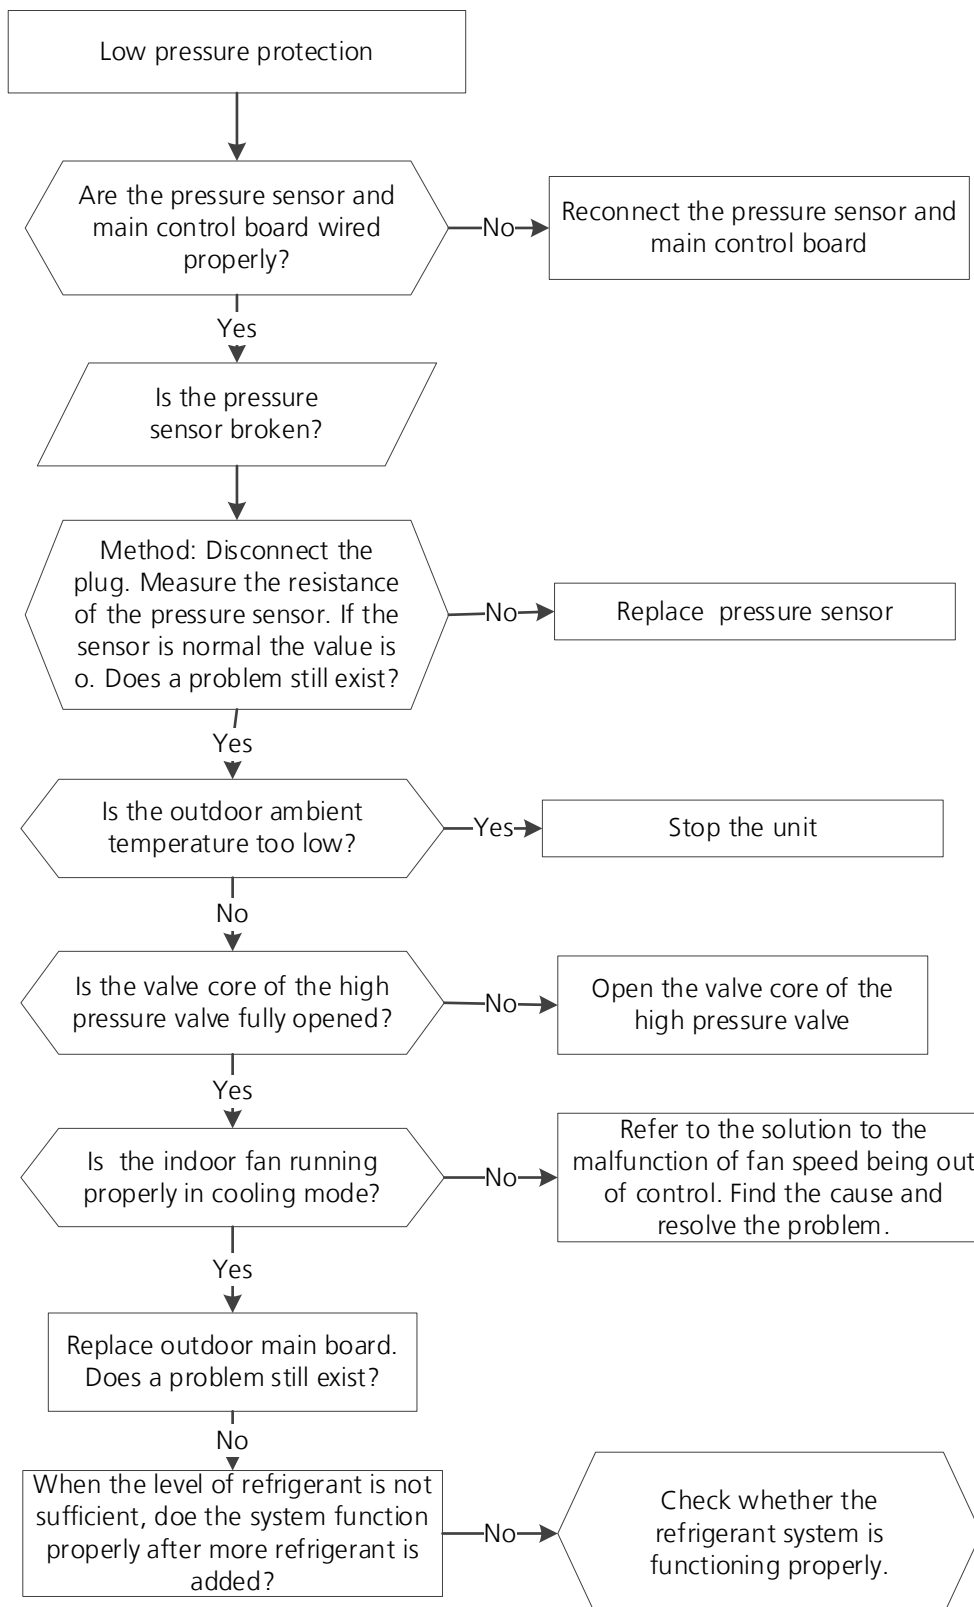 Low pressure protection
Are the pressure sensor and
main control board wired
properly?
No
Reconnect the pressure sensor and
main control board
Yes
Is the pressure
sensor broken?
Method: Disconnect the
plug. Measure the resistance
of the pressure sensor. If the
sensor is normal the value is
o. Does a problem still exist?
No
Replace pressure sensor
Yes
Is the outdoor ambient
temperature too low?
Yes
Stop the unit
No
Is the valve core of the high
pressure valve fully opened?
No
Open the valve core of the
high pressure valve
Yes
Is the indoor fan running
properly in cooling mode?
No
Refer to the solution to the
malfunction of fan speed being out
of control. Find the cause and
resolve the problem.
Yes
Replace outdoor main board.
Does a problem still exist?
No
When the level of refrigerant is not
sufficient, doe the system function
properly after more refrigerant is
added?
No
Check whether the
refrigerant system is
functioning properly.